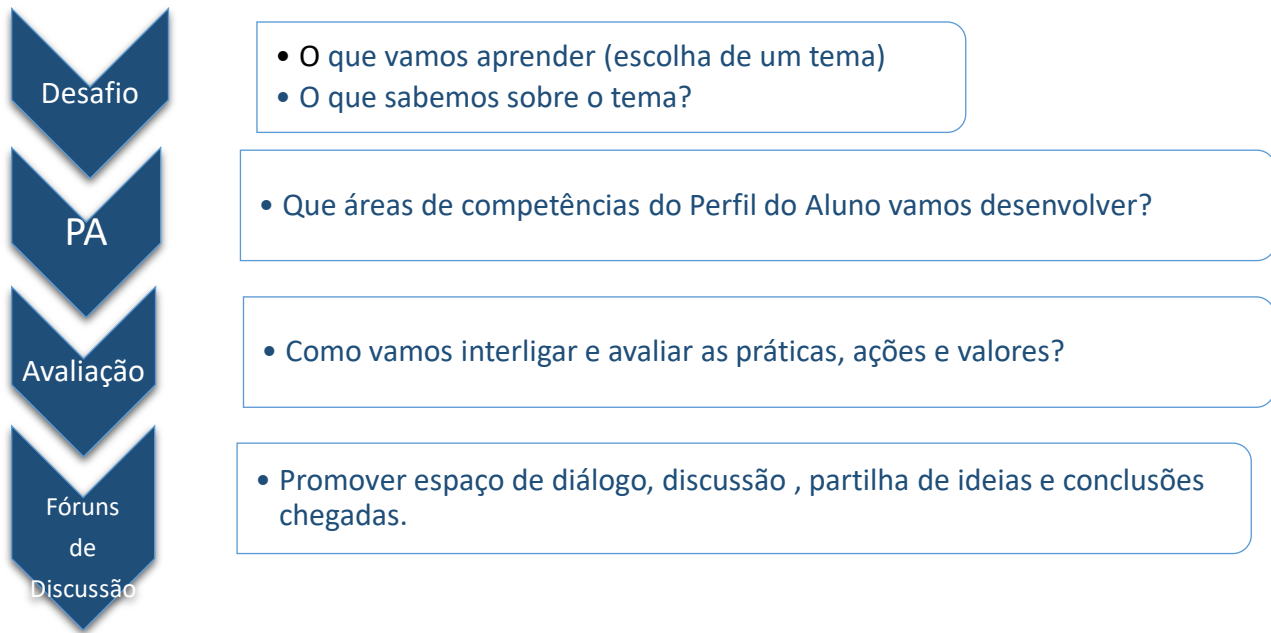 Desafio
• O que vamos aprender (escolha de um tema)
• O que sabemos sobre o tema?
PA
• Que áreas de competências do Perfil do Aluno vamos desenvolver?
Avaliação
• Como vamos interligar e avaliar as práticas, ações e valores?
Fóruns
de
Discussão
• Promover espaço de diálogo, discussão , partilha de ideias e conclusões
chegadas.